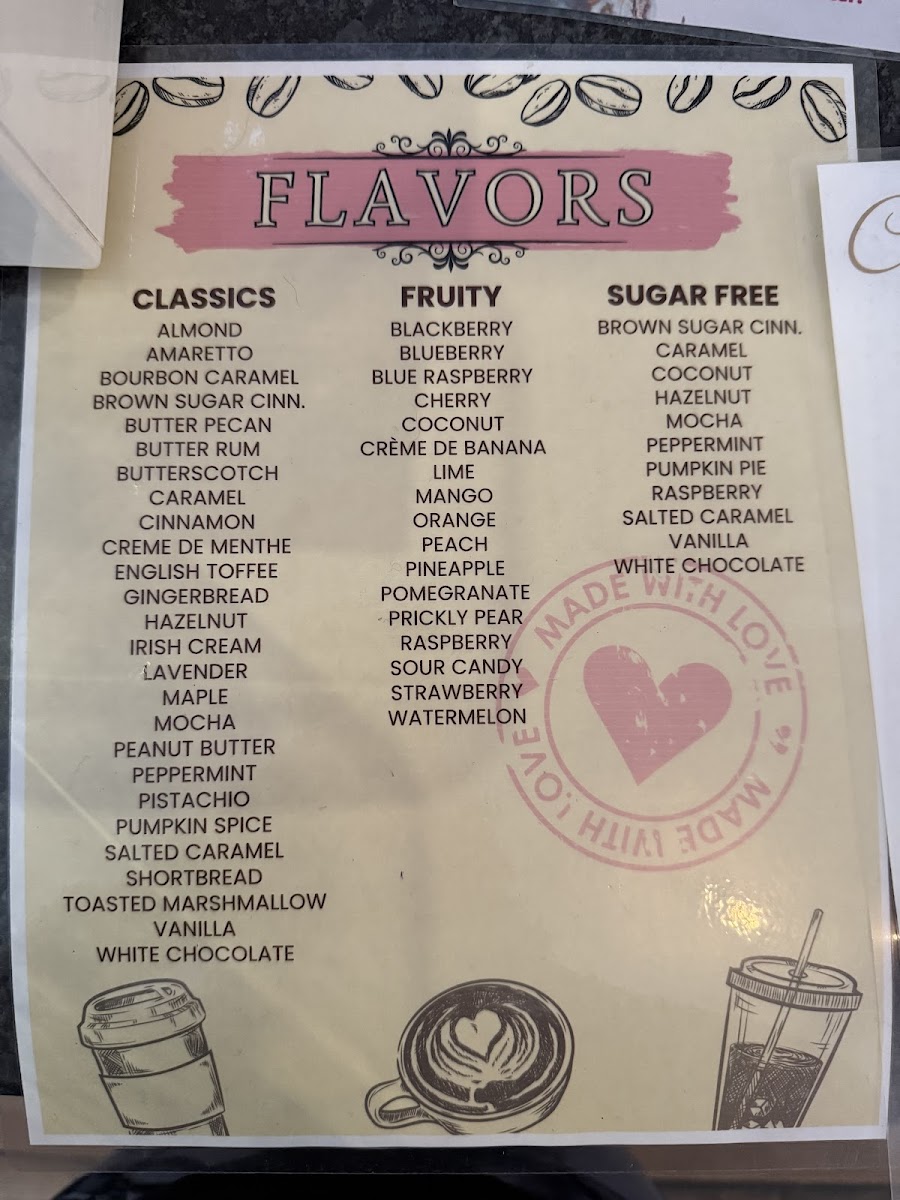 FLAVORS
CLASSICS
ALMOND
AMARETTO
BOURBON CARAMEL
BROWN SUGAR CINN.
BUTTER PECAN
BUTTER RUM
BUTTERSCOTCH
CARAMEL
CINNAMON
CREME DE MENTHE
ENGLISH TOFFEE
GINGERBREAD
HAZELNUT
IRISH CREAM
LAVENDER
MAPLE
MOCHA
PEANUT BUTTER
PEPPERMINT
PISTACHIO
PUMPKIN SPICE
SALTED CARAMEL
SHORTBREAD
TOASTED MARSHMALLOW
VANILLA
WHITE CHOCOLATE
FRUITY
BLACKBERRY
BLUEBERRY
BLUE RASPBERRY
CHERRY
COCONUT
CRÈME DE BANANA
LIME
MANGO
ORANGE
PEACH
PINEAPPLE
POMEGRANATE
PRICKLY PEAR
RASPBERRY
SOUR CANDY
STRAWBERRY
WATERMELON
SUGAR FREE
BROWN SUGAR CINN.
CARAMEL
COCONUT
HAZELNUT
MOCHA
PEPPERMINT
PUMPKIN PIE
RASPBERRY
SALTED CARAMEL
VANILLA
WHITE CHOCOLATE
MADE WITH LOVE
MADE WITH LOVE